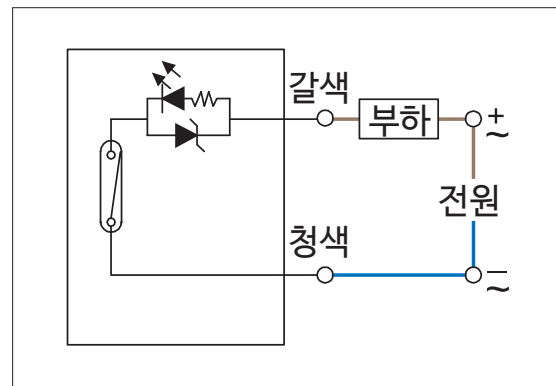 갈색
부하
+
~
전원
청색
–
~